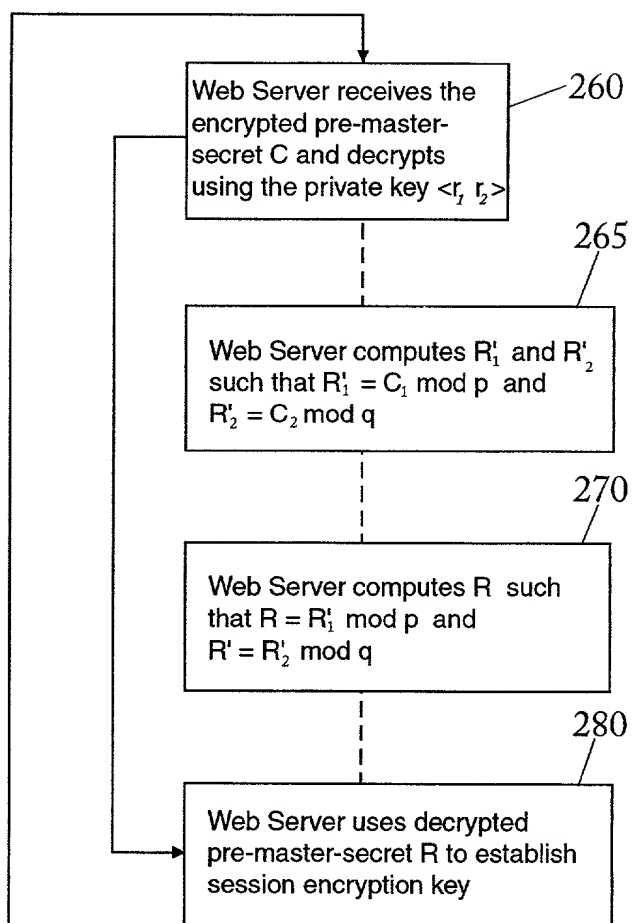 Web Server receives the
encrypted pre-master-
secret C and decrypts
using the private key <r₁ r₂>
260
265
Web Server computes R'₁ and R'₂
such that R'₁ = C₁ mod p and
R'₂ = C₂ mod q
270
Web Server computes R such
that R = R'₁ mod p and
R' = R'₂ mod q
280
Web Server uses decrypted
pre-master-secret R to establish
session encryption key